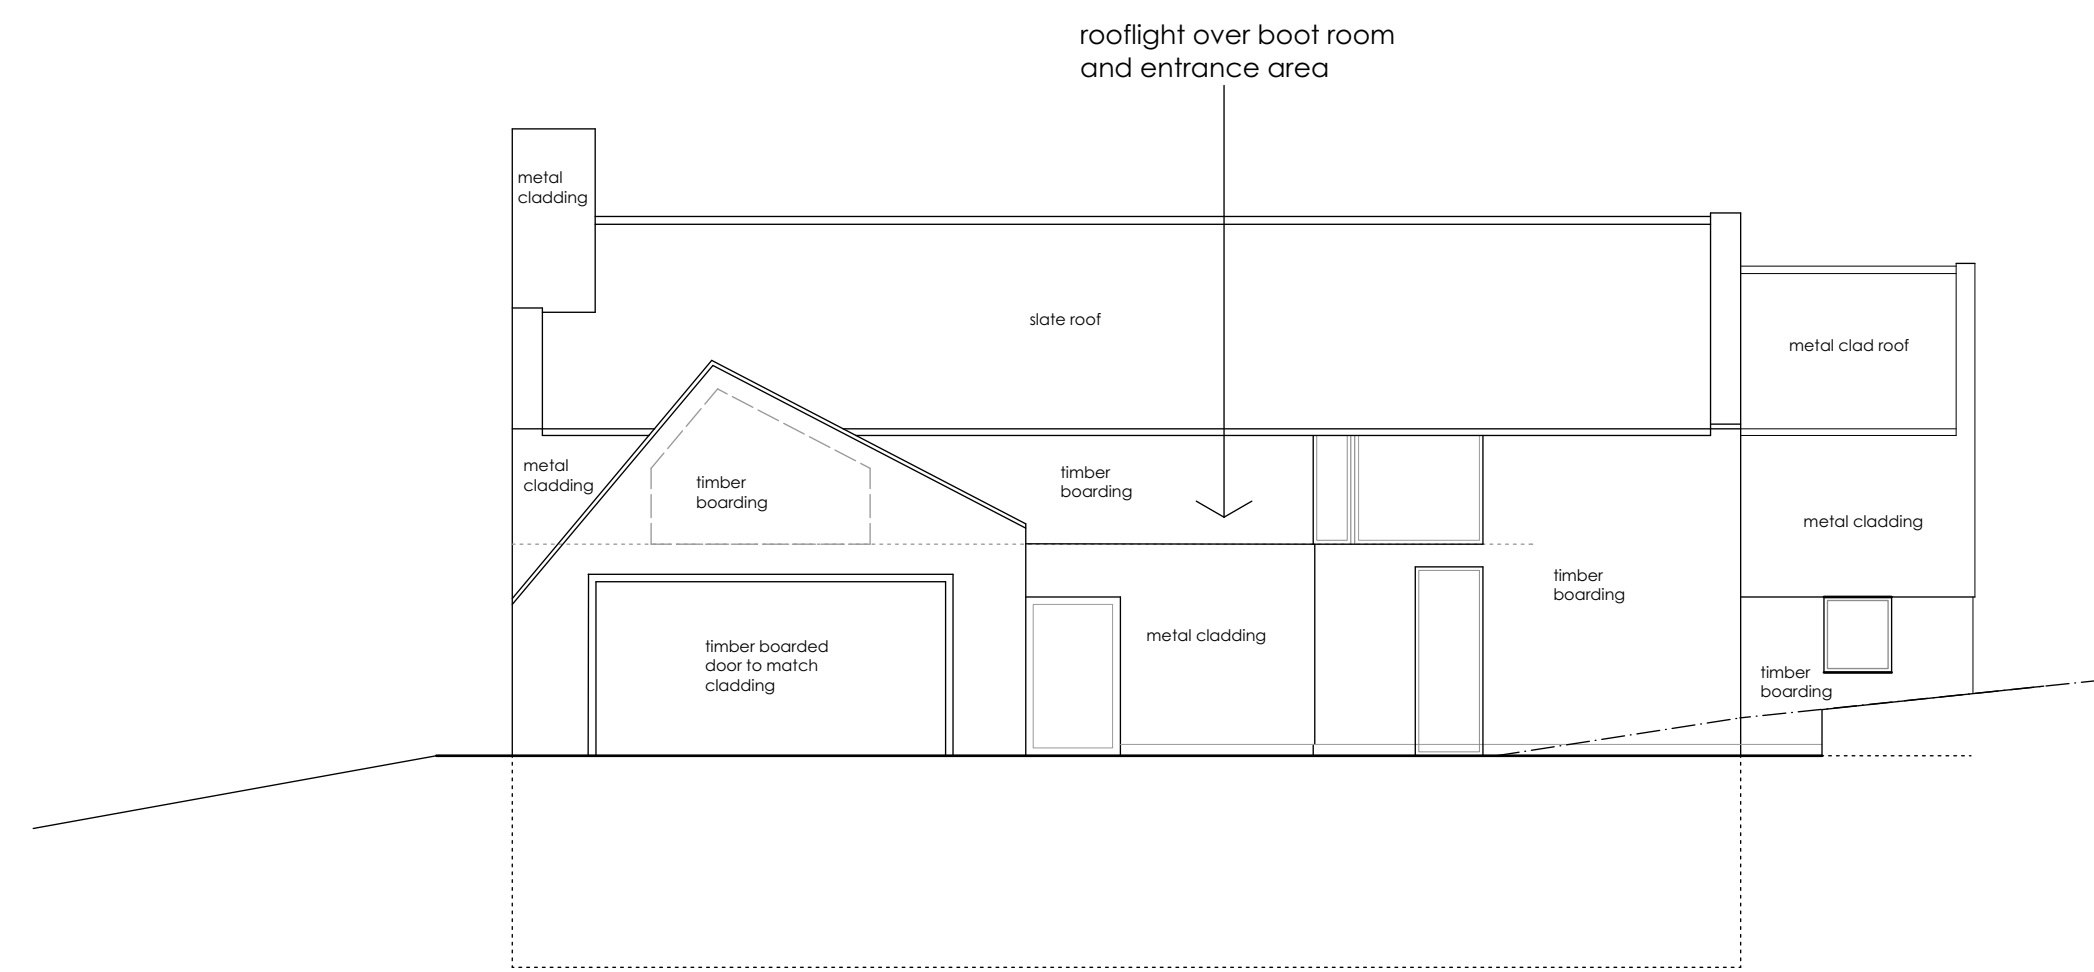 rooflight over boot room
and entrance area
metal
cladding
slate roof
metal clad roof
metal
cladding
timber
boarding
timber
boarding
metal cladding
timber
boarding
metal cladding
timber boarded
door to match
cladding
timber
boarding